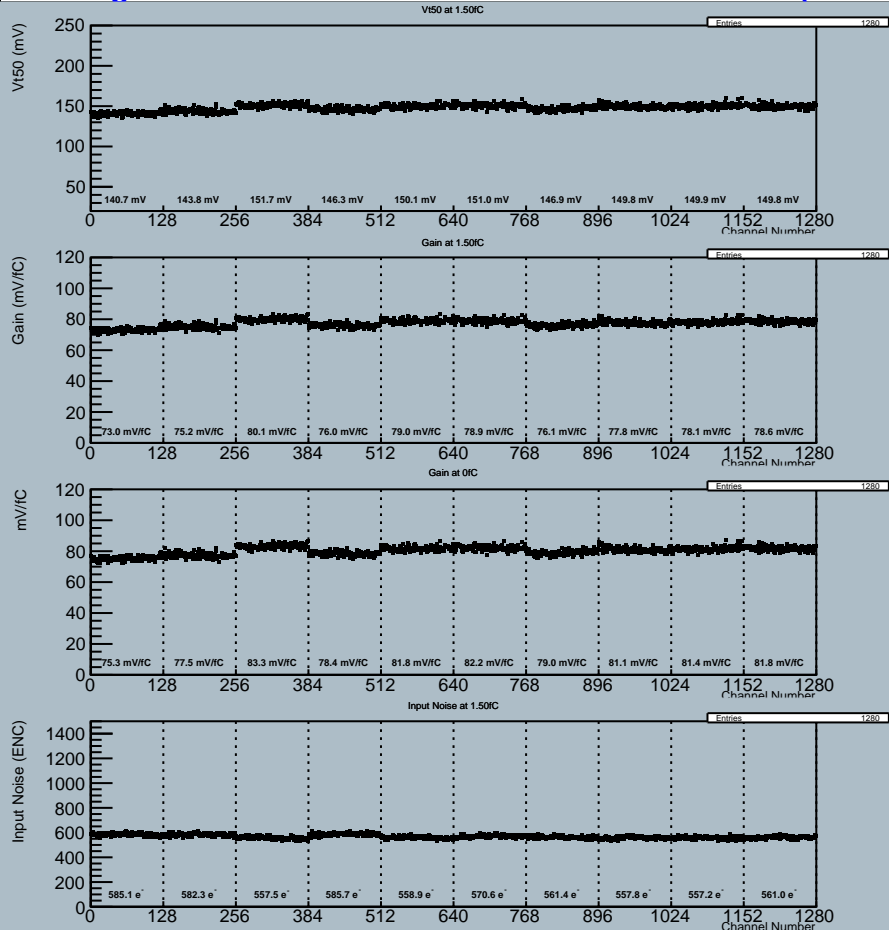 Vt50 at 1.50fC
Entries 1280
Vt50 (mV)
250
200
150
100
50
140.7 mV 143.8 mV 151.7 mV 146.3 mV 150.1 mV 151.0 mV 146.9 mV 149.8 mV 149.9 mV 149.8 mV
0 128 256 384 512 640 768 896 1024 1152 1280
Channel Number
Gain at 1.50fC
Entries 1280
Gain (mV/fC)
120
100
80
60
40
20
0
73.0 mV/fC 75.2 mV/fC 80.1 mV/fC 76.0 mV/fC 79.0 mV/fC 78.9 mV/fC 76.1 mV/fC 77.8 mV/fC 78.1 mV/fC 78.6 mV/fC
0 128 256 384 512 640 768 896 1024 1152 1280
Channel Number
Gain at 0fC
Entries 1280
mV/fC
120
100
80
60
40
20
0
75.3 mV/fC 77.5 mV/fC 83.3 mV/fC 78.4 mV/fC 81.8 mV/fC 82.2 mV/fC 79.0 mV/fC 81.1 mV/fC 81.4 mV/fC 81.8 mV/fC
0 128 256 384 512 640 768 896 1024 1152 1280
Channel Number
Input Noise at 1.50fC
Entries 1280
Input Noise (ENC)
1400
1200
1000
800
600
400
200
0
585.1 e⁻ 582.3 e⁻ 557.5 e⁻ 585.7 e⁻ 558.9 e⁻ 570.6 e⁻ 561.4 e⁻ 557.8 e⁻ 557.2 e⁻ 561.0 e⁻
0 128 256 384 512 640 768 896 1024 1152 1280
Channel Number